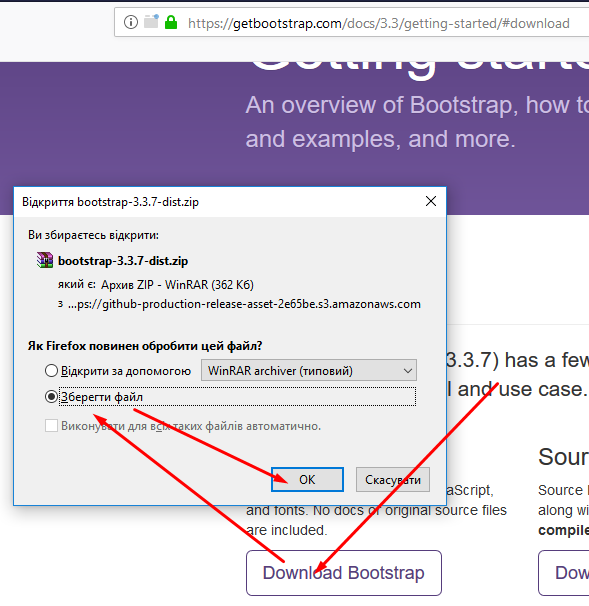 https://getbootstrap.com/docs/3.3/getting-started/#download
Getting starte
An overview of Bootstrap, how to
and examples, and more.
Відкриття bootstrap-3.3.7-dist.zip
Ви збираєтесь відкрити:
bootstrap-3.3.7-dist.zip
який є: Архив ZIP - WinRAR (362 Кб)
з ...ps://github-production-release-asset-2e65be.s3.amazonaws.com
Як Firefox повинен обробити цей файл?
Відкрити за допомогою WinRAR archiver (типовий)
Зберегти файл
Виконувати для всіх таких файлів автоматично.
OK Скасувати
3.3.7) has a few
l and use case.
Sour
aScript,
and fonts. No docs or original source files
are included.
Source
along wi
compile
Download Bootstrap
Dow